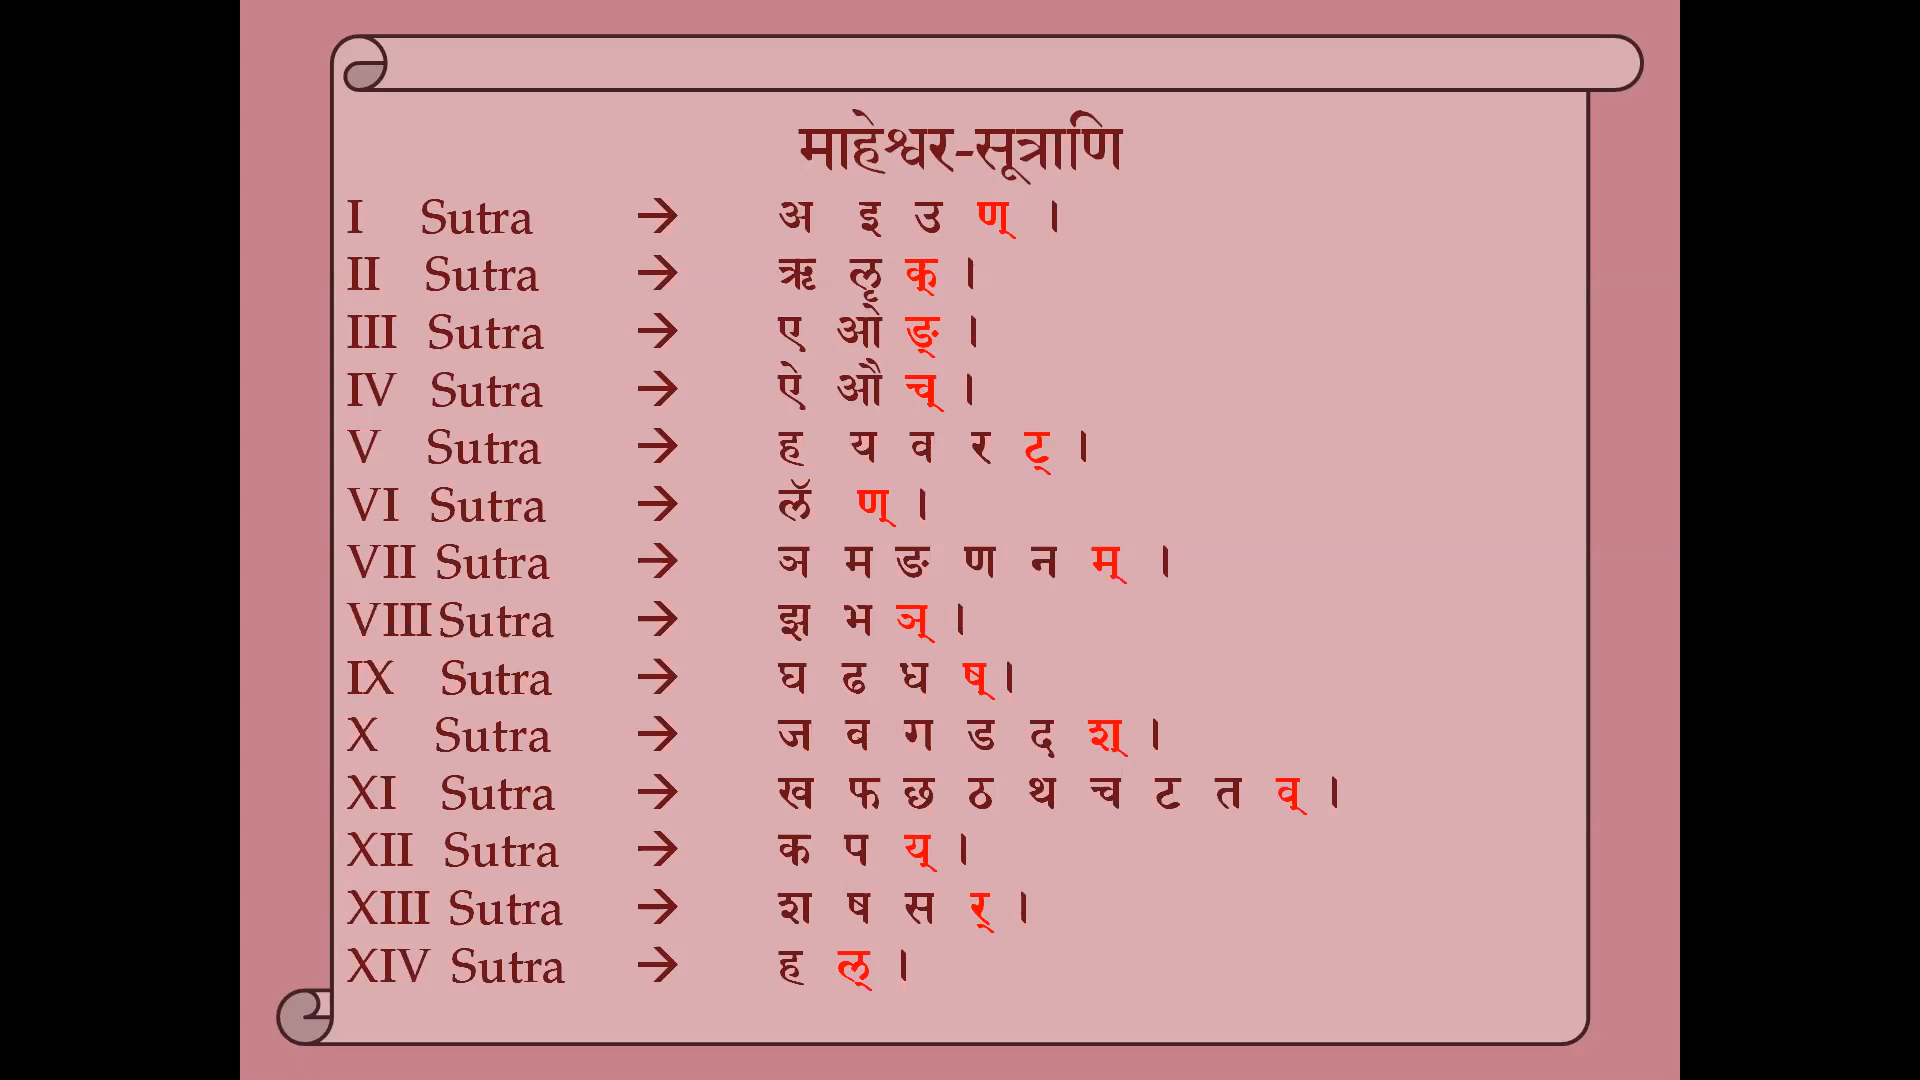 माहेश्वर-सूत्राणि
I Sutra → अ इ उ ण् ।
II Sutra → ऋ ऌ क् ।
III Sutra → ए ओ ङ् ।
IV Sutra → ऐ औ च् ।
V Sutra → ह य व र ट् ।
VI Sutra → लँ ण् ।
VII Sutra → ञ म ङ ण न म् ।
VIII Sutra → झ भ ञ् ।
IX Sutra → घ ढ ध ष् ।
X Sutra → ज व ग ड द श् ।
XI Sutra → ख फ छ ठ थ च ट त व् ।
XII Sutra → क प य् ।
XIII Sutra → श ष स र् ।
XIV Sutra → ह ल् ।